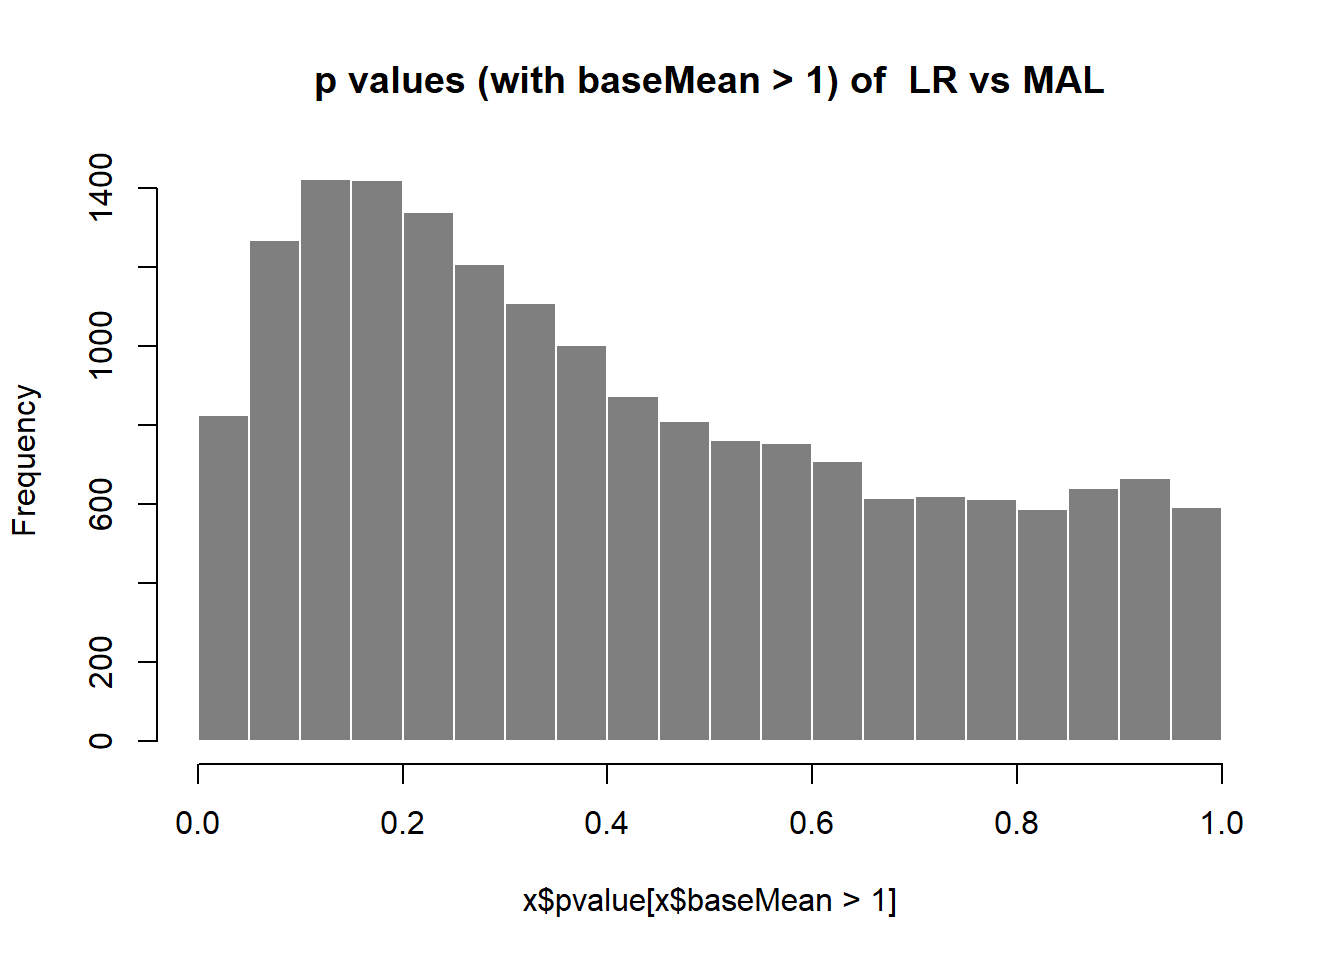 p values (with baseMean > 1) of  LR vs MAL
Frequency
1400
1000
600
200
0
0.0 0.2 0.4 0.6 0.8 1.0
x$pvalue[x$baseMean > 1]